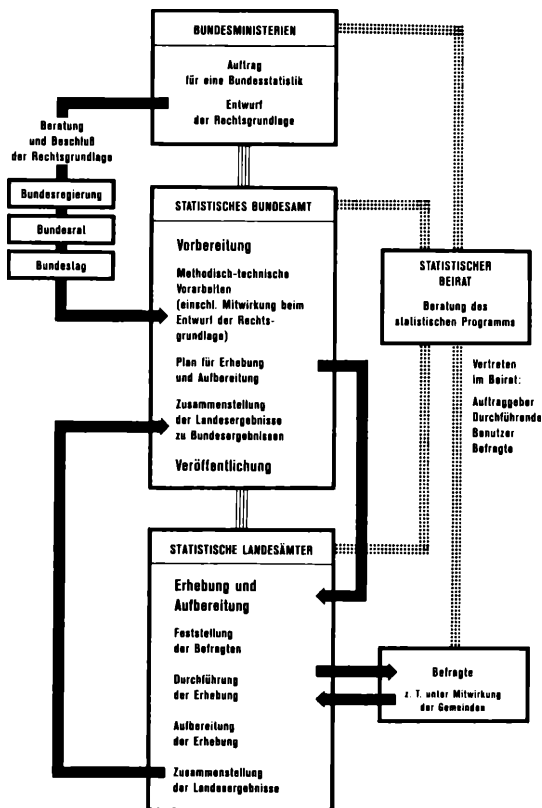 BUNDESMINISTERIEN
Auftrag
für eine Bundesstatistik
Entwurf
der Rechtsgrundlage
Beratung
und Beschluß
der Rechtsgrundlage
Bundesregierung
Bundesrat
Bundestag
STATISTISCHES BUNDESAMT
Vorbereitung
Methodisch-technische
Vorarbeiten
(einschl. Mitwirkung beim
Entwurf der Rechts-
grundlage)
Plan für Erhebung
und Aufbereitung
Zusammenstellung
der Landesergebnisse
zu Bundesergebnissen
Veröffentlichung
STATISTISCHER
BEIRAT
Beratung des
statistischen Programms
Vertreten
im Beirat:
Auftraggeber
Durchführende
Benutzer
Befragte
STATISTISCHE LANDESÄMTER
Erhebung und
Aufbereitung
Feststellung
der Befragten
Durchführung
der Erhebung
Aufbereitung
der Erhebung
Zusammenstellung
der Landesergebnisse
Befragte
z. T. unter Mitwirkung
der Gemeinden